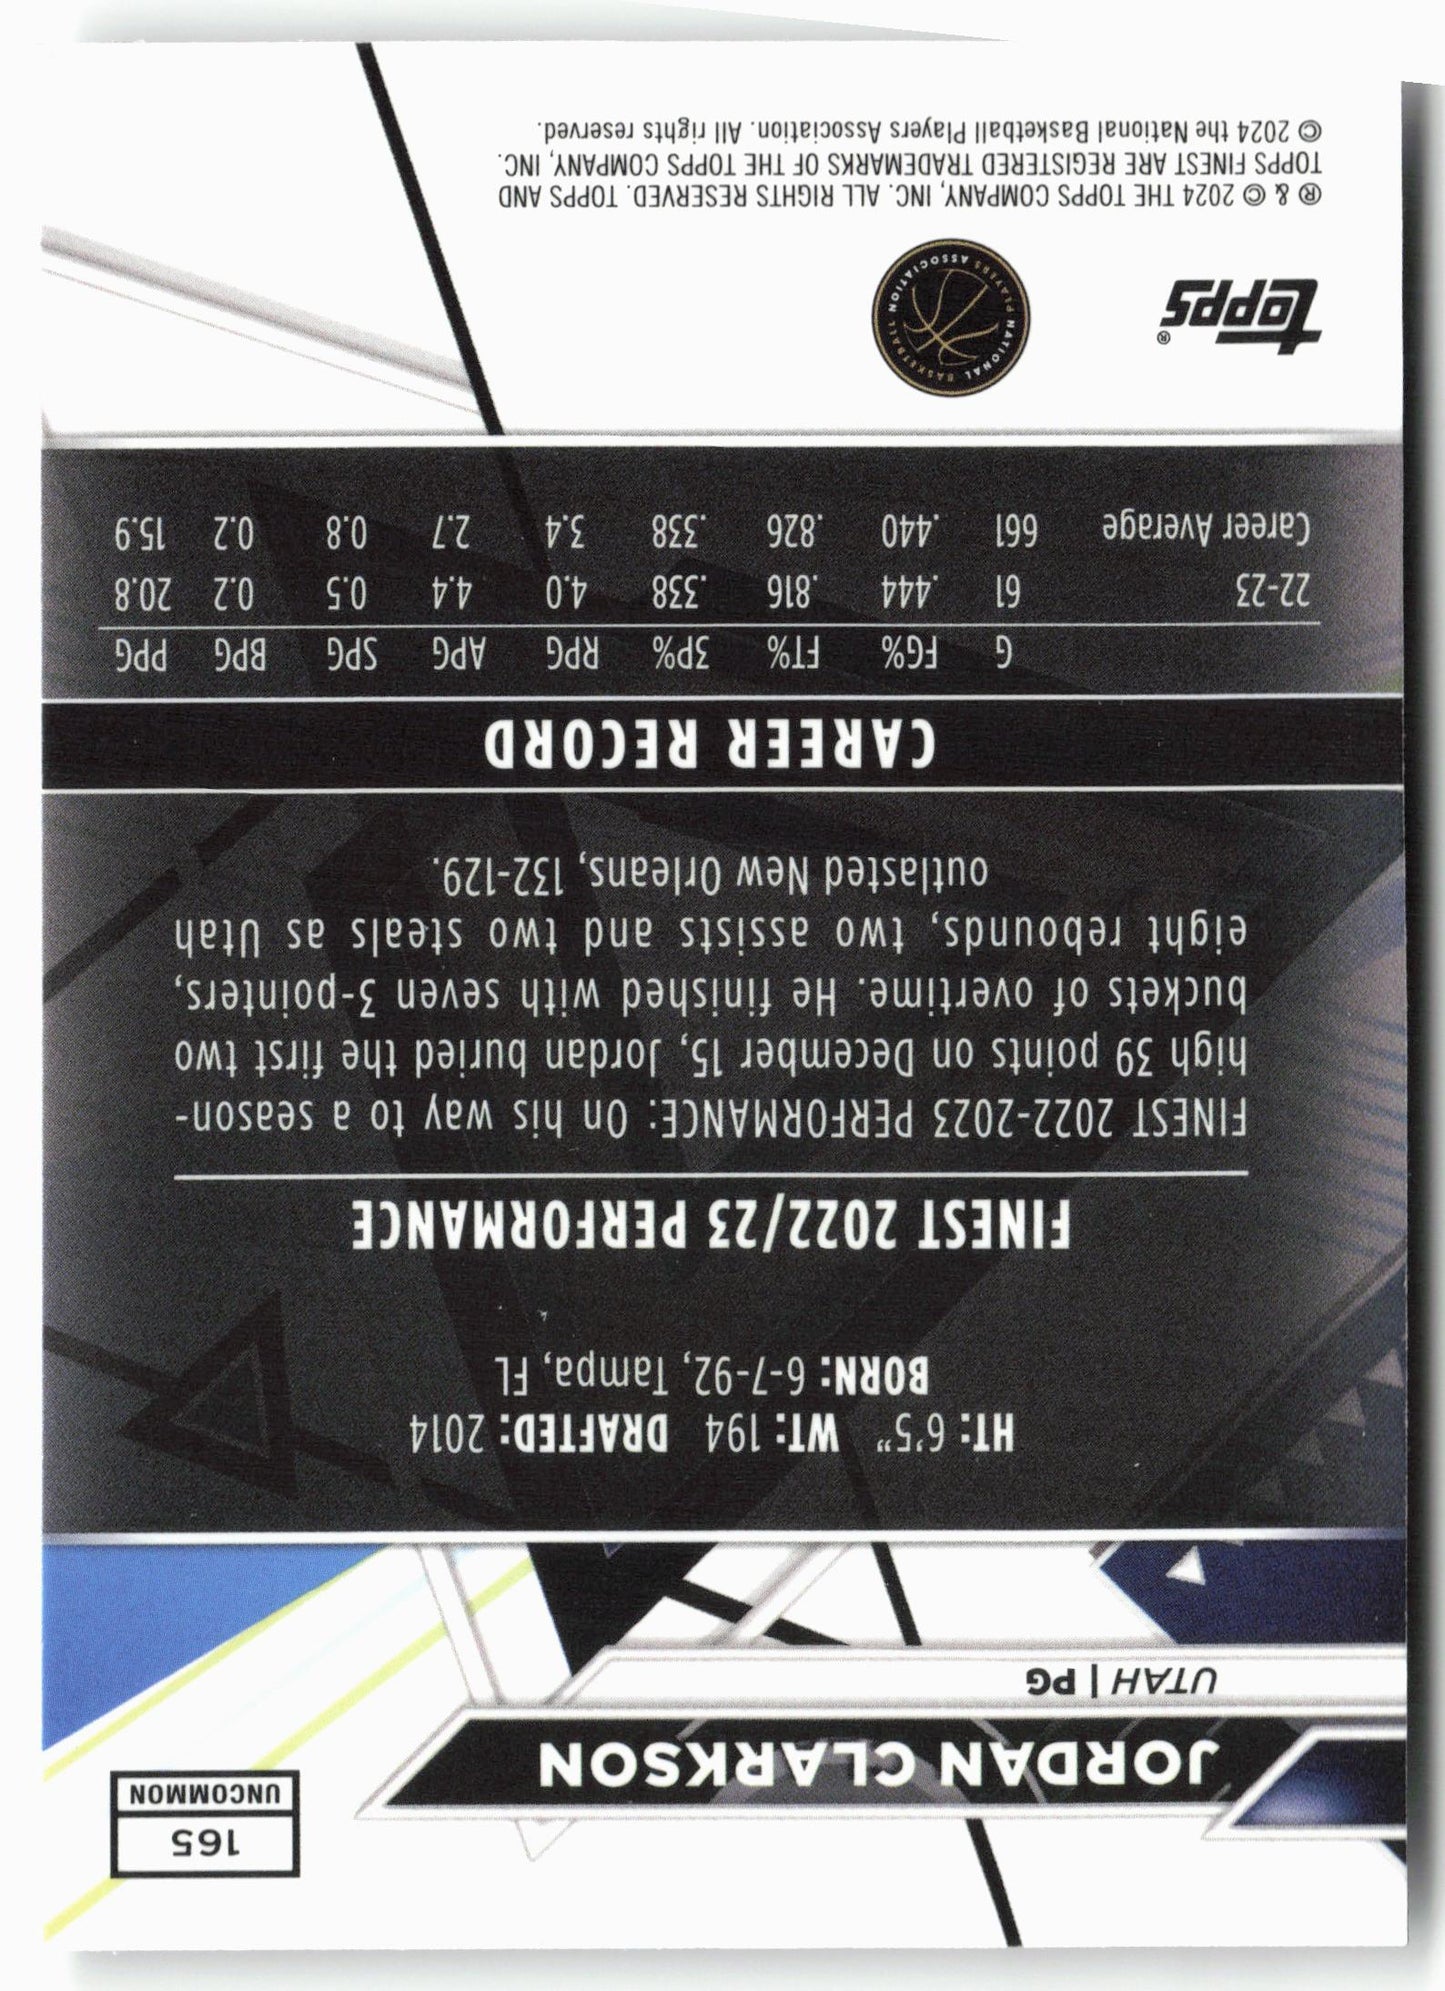 165
UNCOMMON
JORDAN CLARKSON
UTAH | PG
HT: 6'5" WT: 194 DRAFTED: 2014
BORN: 6-7-92, Tampa, FL
FINEST 2022/23 PERFORMANCE
FINEST 2022-2023 PERFORMANCE: On his way to a season-
high 39 points on December 15, Jordan buried the first two
buckets of overtime. He finished with seven 3-pointers,
eight rebounds, two assists and two steals as Utah
outlasted New Orleans, 132-129.
CAREER RECORD
G FG% FT% 3P% RPG APG SPG BPG PPG
22-23 61 .444 .816 .338 4.0 4.4 0.5 0.2 20.8
Career Average 661 .440 .826 .338 3.4 2.7 0.8 0.2 15.9
topps®
NATIONAL BASKETBALL PLAYERS ASSOCIATION
® & © 2024 THE TOPPS COMPANY, INC. ALL RIGHTS RESERVED. TOPPS AND
TOPPS FINEST ARE REGISTERED TRADEMARKS OF THE TOPPS COMPANY, INC.
© 2024 the National Basketball Players Association. All rights reserved.